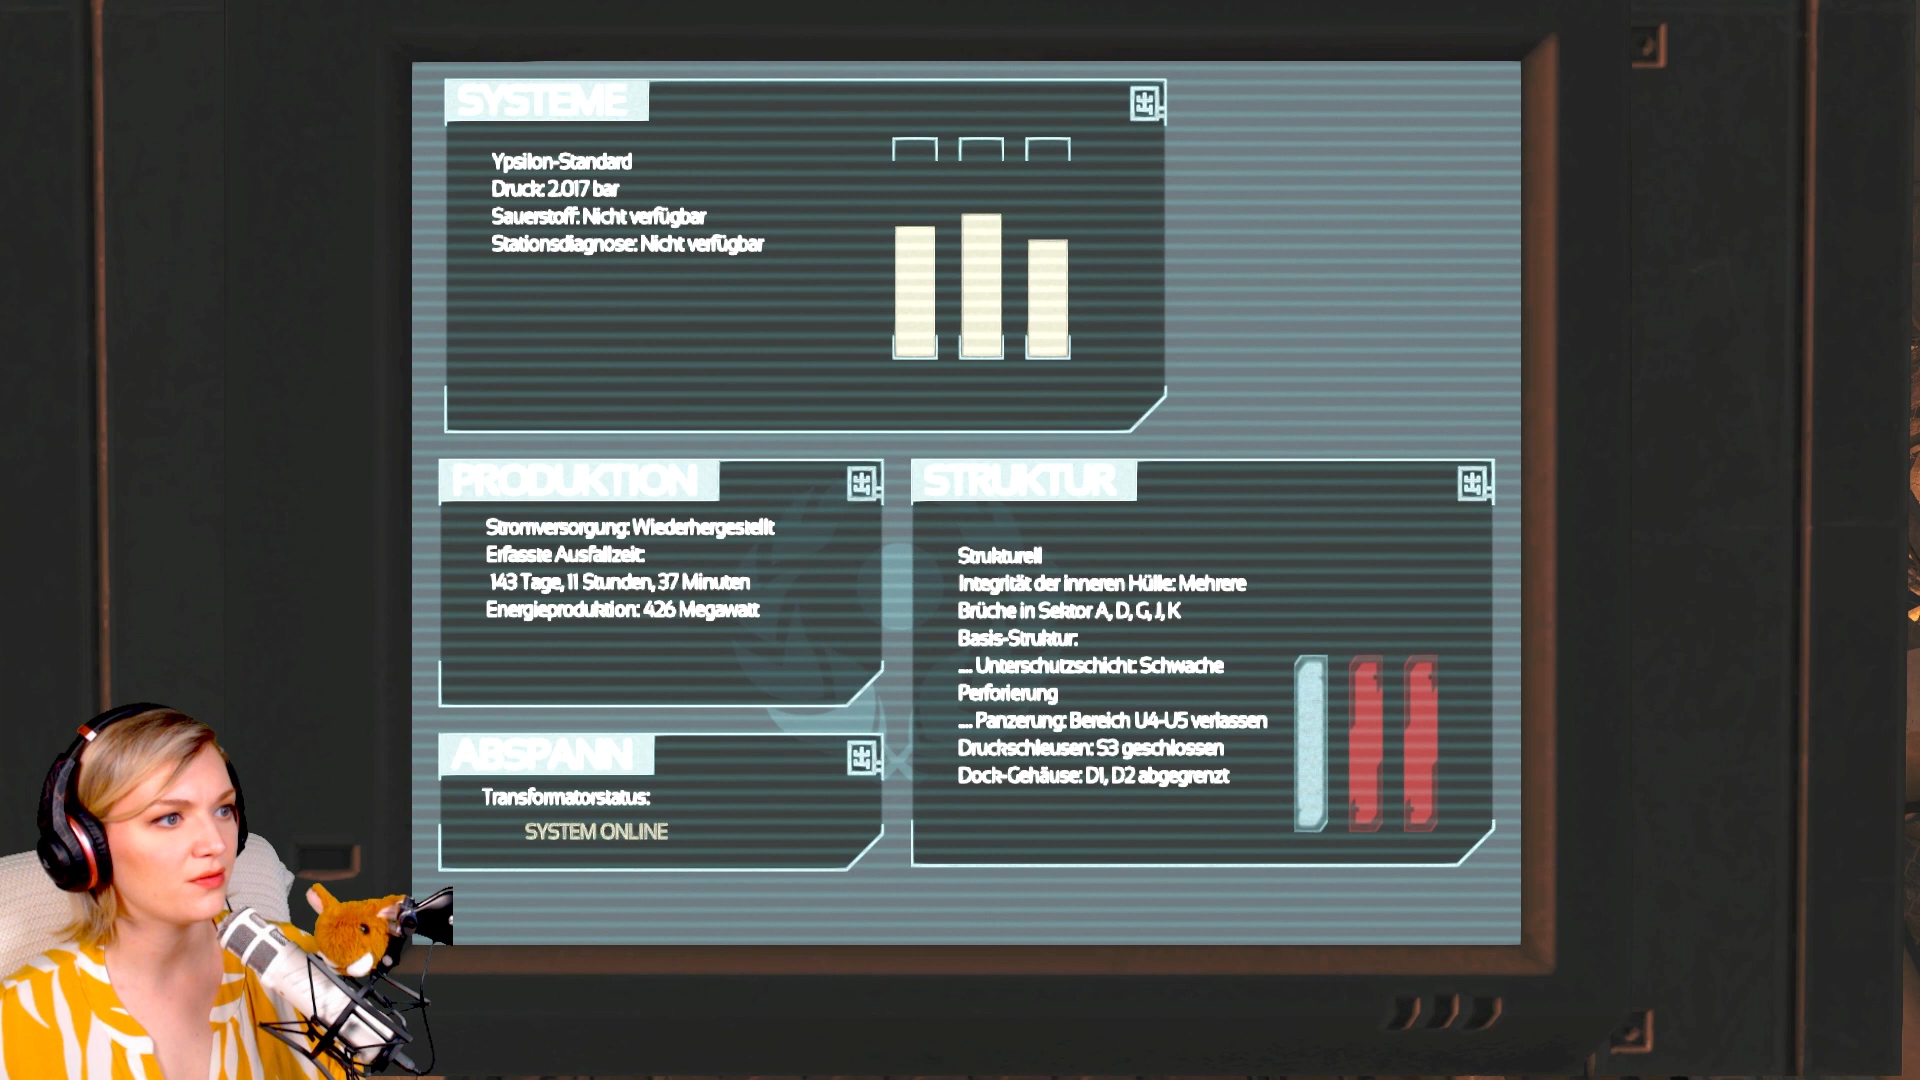 SYSTEME
Ypsilon-Standard
Druck: 2.017 bar
Sauerstoff: Nicht verfügbar
Stationsdiagnose: Nicht verfügbar
PRODUKTION
Stromversorgung: Wiederhergestellt
Erfasste Ausfallzeit:
143 Tage, 11 Stunden, 37 Minuten
Energieproduktion: 426 Megawatt
ABSPANN
Transformatorstatus:
SYSTEM ONLINE
STRUKTUR
Strukturell
Integrität der inneren Hülle: Mehrere
Brüche in Sektor A, D, G, J, K
Basis-Struktur:
... Unterschutzschicht: Schwache
Perforierung
... Panzerung: Bereich U4-U5 verlassen
Druckschleusen: S3 geschlossen
Dock-Gehäuse: D1, D2 abgegrenzt